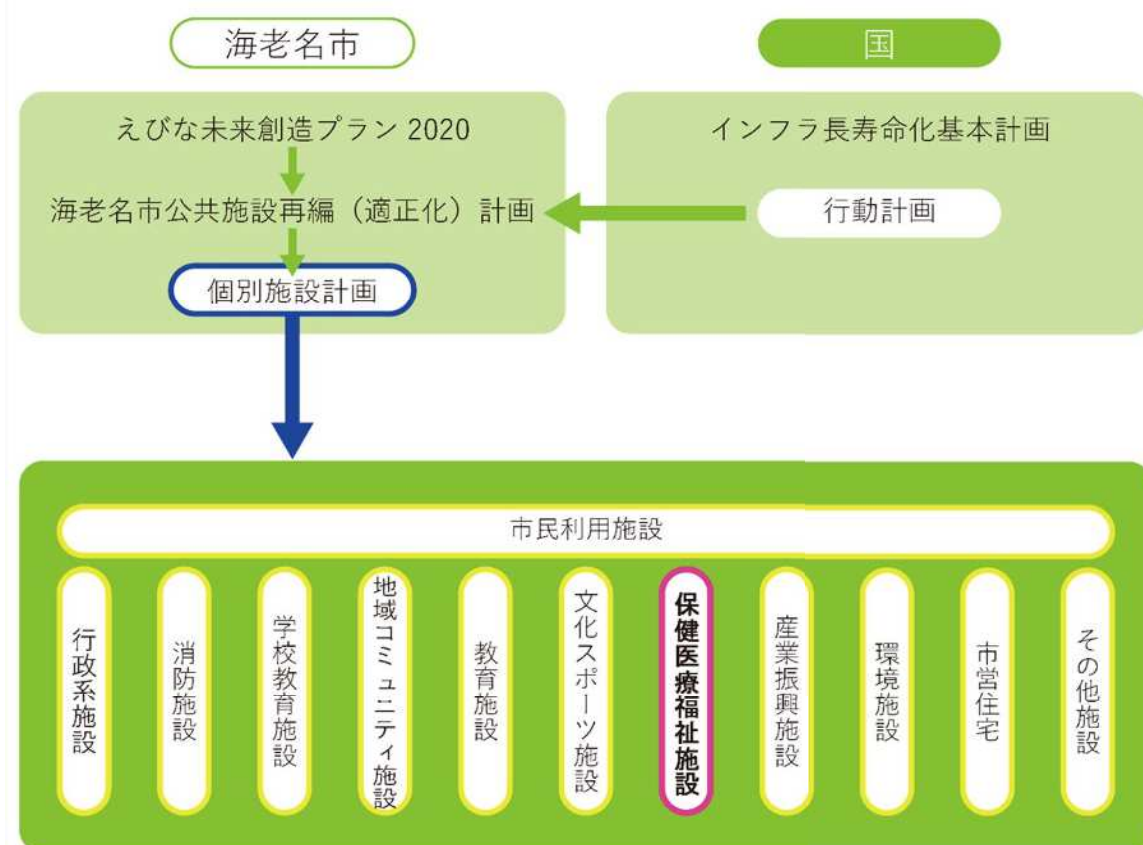 海老名市
国
えびな未来創造プラン 2020
海老名市公共施設再編（適正化）計画
個別施設計画
インフラ長寿命化基本計画
行動計画
市民利用施設
行政系施設
消防施設
学校教育施設
地域コミュニティ施設
教育施設
文化スポーツ施設
保健医療福祉施設
産業振興施設
環境施設
市営住宅
その他施設